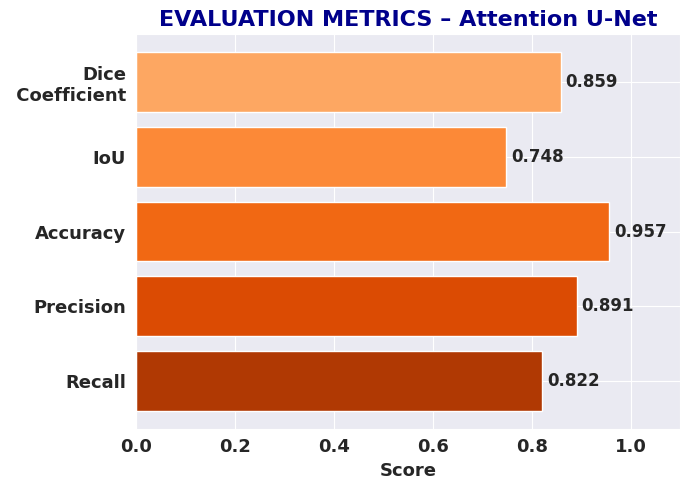 EVALUATION METRICS – Attention U-Net
Dice
Coefficient
0.859
IoU
0.748
Accuracy
0.957
Precision
0.891
Recall
0.822
0.0 0.2 0.4 0.6 0.8 1.0
Score